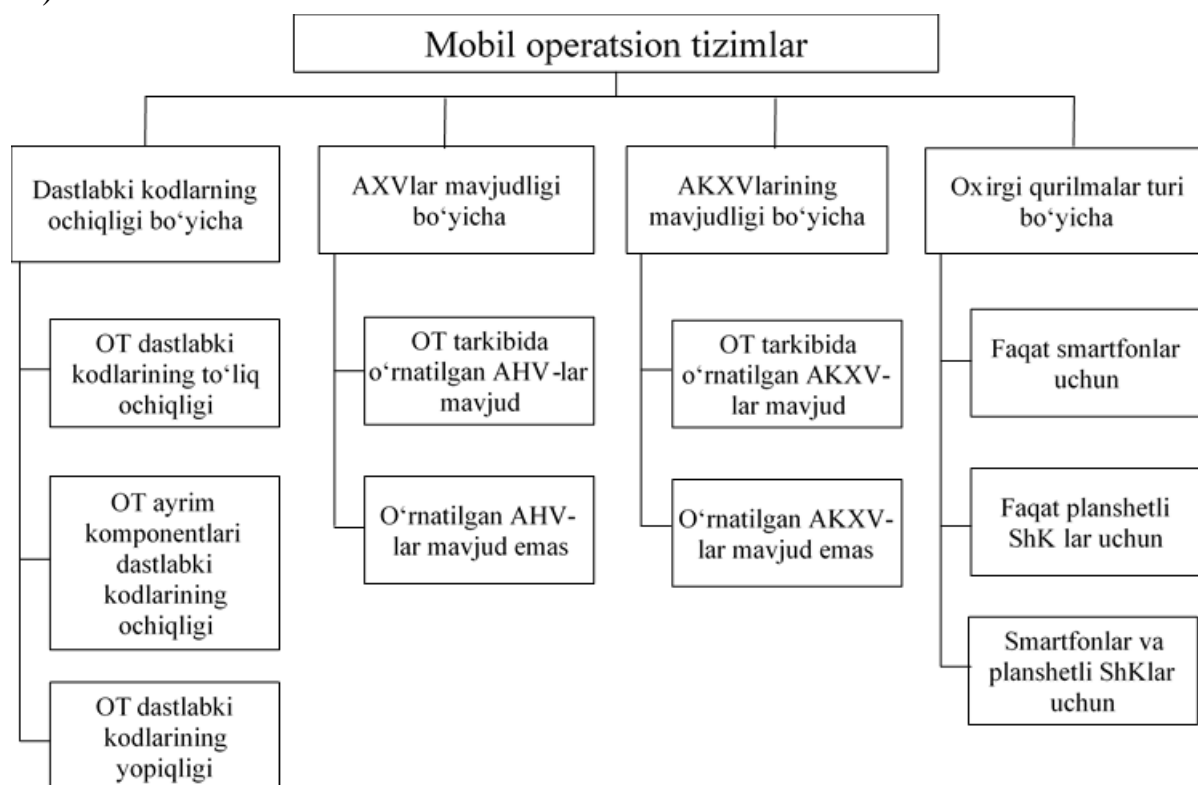 )
Mobil operatsion tizimlar
Dastlabki kodlarning
ochiqligi bo‘yicha
OT dastlabki
kodlarining to‘liq
ochiqligi
OT ayrim
komponentlari
dastlabki
kodlarining
ochiqligi
OT dastlabki
kodlarining
yopiqligi
AXVlar mavjudligi
bo‘yicha
OT tarkibida
o‘rnatilgan AHV-lar
mavjud
O‘rnatilgan AHV-
lar mavjud emas
AKXVlarining
mavjudligi bo‘yicha
OT tarkibida
o‘rnatilgan AKXV-
lar mavjud
O‘rnatilgan AKXV-
lar mavjud emas
Oxirgi qurilmalar turi
bo‘yicha
Faqat smartfonlar
uchun
Faqat planshetli
ShK lar uchun
Smartfonlar va
planshetli ShKlar
uchun